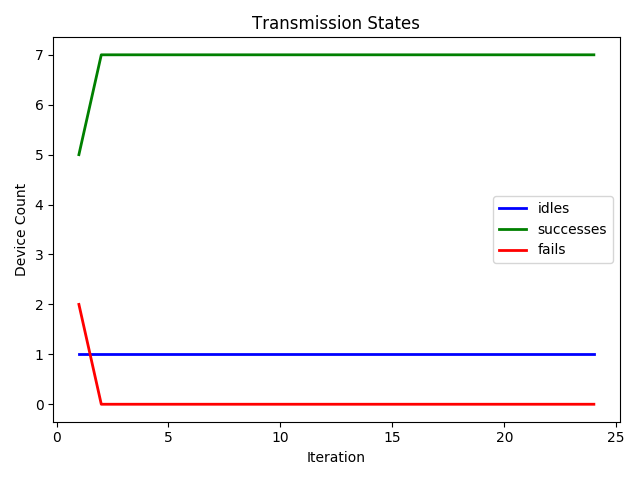 Transmission States
Device Count
7
6
5
4
3
2
1
0
idles
successes
fails
0 5 10 15 20 25
Iteration